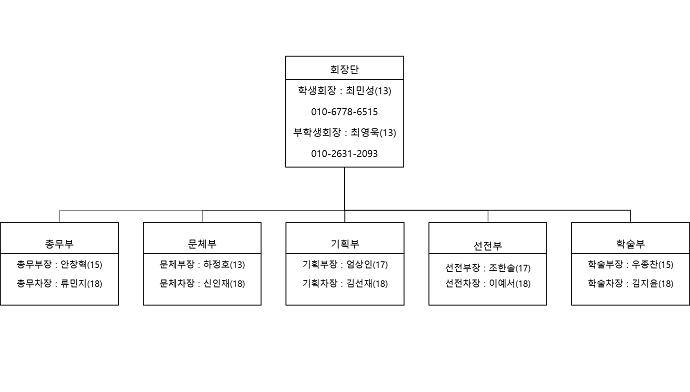 회장단
학생회장 : 최민성(13)
010-6778-6515
부학생회장 : 최영욱(13)
010-2631-2093
총무부
총무부장 : 안창혁(15)
총무차장 : 류민지(18)
문체부
문체부장 : 하정호(13)
문체차장 : 신인재(18)
기획부
기획부장 : 엄상인(17)
기획차장 : 김선재(18)
선전부
선전부장 : 조한솔(17)
선전차장 : 이예서(18)
학술부
학술부장 : 우종찬(15)
학술차장 : 김지윤(18)